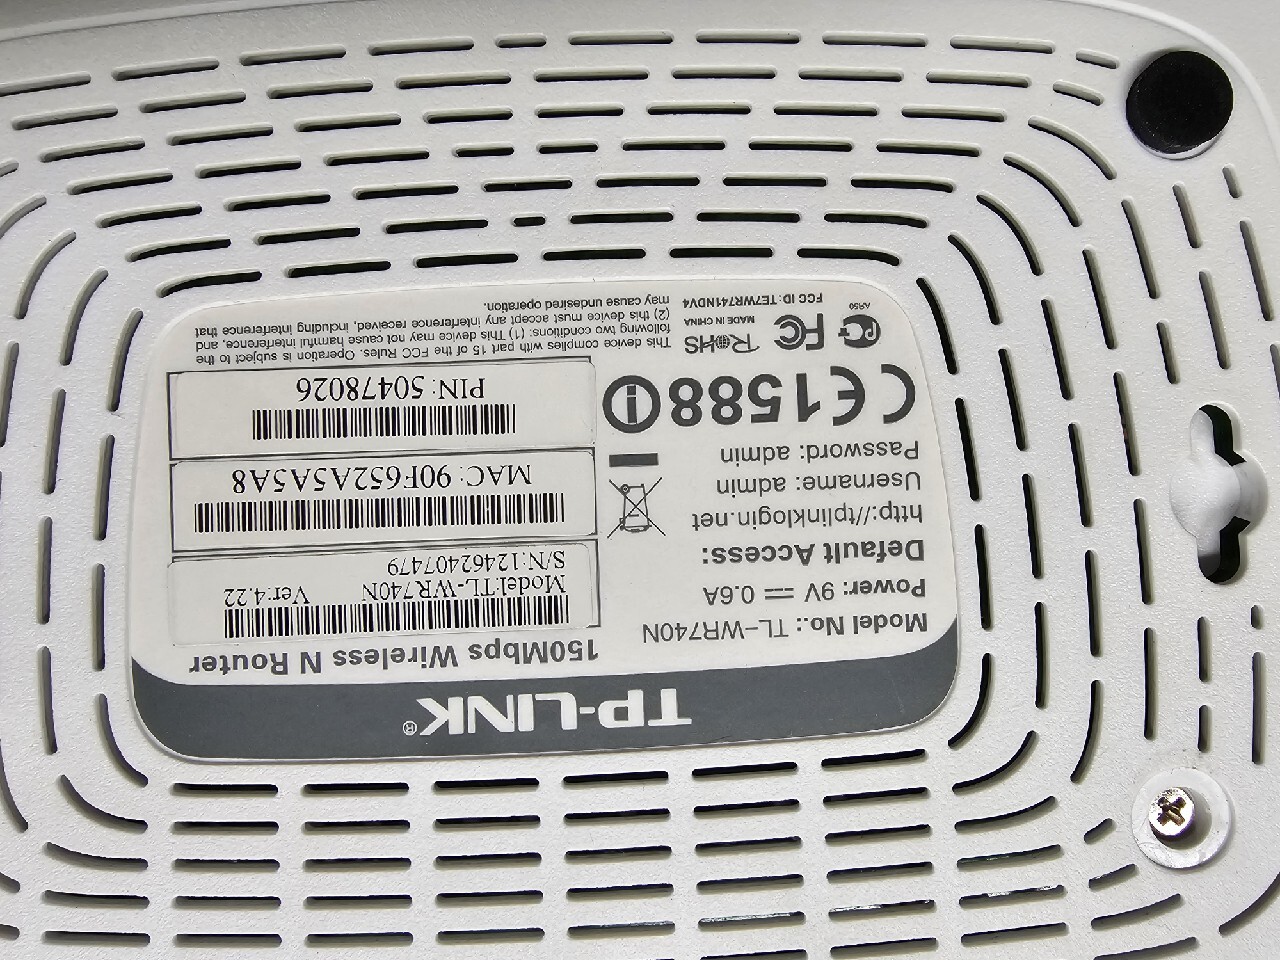 TP-LINK®
150Mbps Wireless N Router
Model No.: TL-WR740N
Power: 9V ⎓ 0.6A
Default Access:
http://tplinklogin.net
Username: admin
Password: admin
Model:TL-WR740N Ver:4.22
S/N:12462407479
MAC: 90F652A5A5A8
PIN: 50478026
CE1588
FC RoHS
AR50
MADE IN CHINA
FCC ID: TE7WR741NDV4
This device complies with part 15 of the FCC Rules. Operation is subject to the
following two conditions: (1) This device may not cause harmful interference, and
(2) this device must accept any interference received, including interference that
may cause undesired operation.